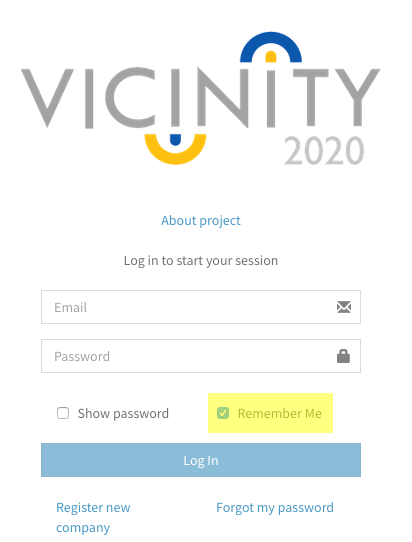 VICINITY
2020
About project
Log in to start your session
Email
Password
Show password
Remember Me
Log In
Register new
company
Forgot my password